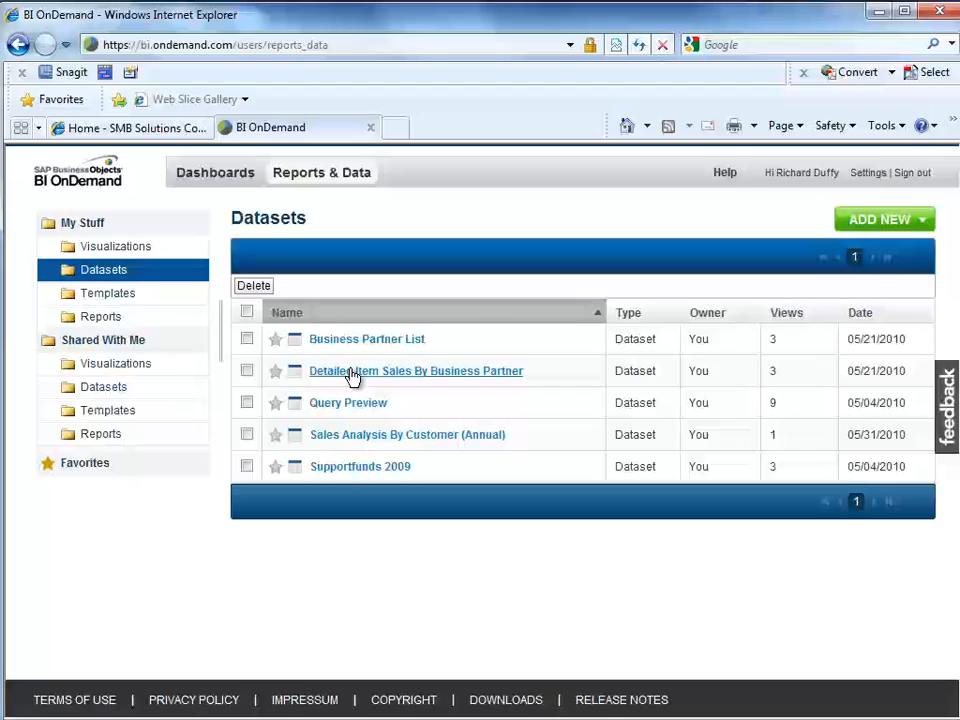 BI OnDemand - Windows Internet Explorer
https://bi.ondemand.com/users/reports_data
Google
Snagit
Convert
Select
Favorites
Web Slice Gallery
Home - SMB Solutions Co...
BI OnDemand
Page
Safety
Tools
SAP BusinessObjects
BI OnDemand
Dashboards
Reports & Data
Help
Hi Richard Duffy
Settings | Sign out
My Stuff
Visualizations
Datasets
Templates
Reports
Shared With Me
Visualizations
Datasets
Templates
Reports
Favorites
Datasets
ADD NEW
1
Delete
Name Type Owner Views Date
Business Partner List Dataset You 3 05/21/2010
Detailed Item Sales By Business Partner Dataset You 3 05/21/2010
Query Preview Dataset You 9 05/04/2010
Sales Analysis By Customer (Annual) Dataset You 1 05/31/2010
Supportfunds 2009 Dataset You 3 05/04/2010
1
feedback
TERMS OF USE | PRIVACY POLICY | IMPRESSUM | COPYRIGHT | DOWNLOADS | RELEASE NOTES